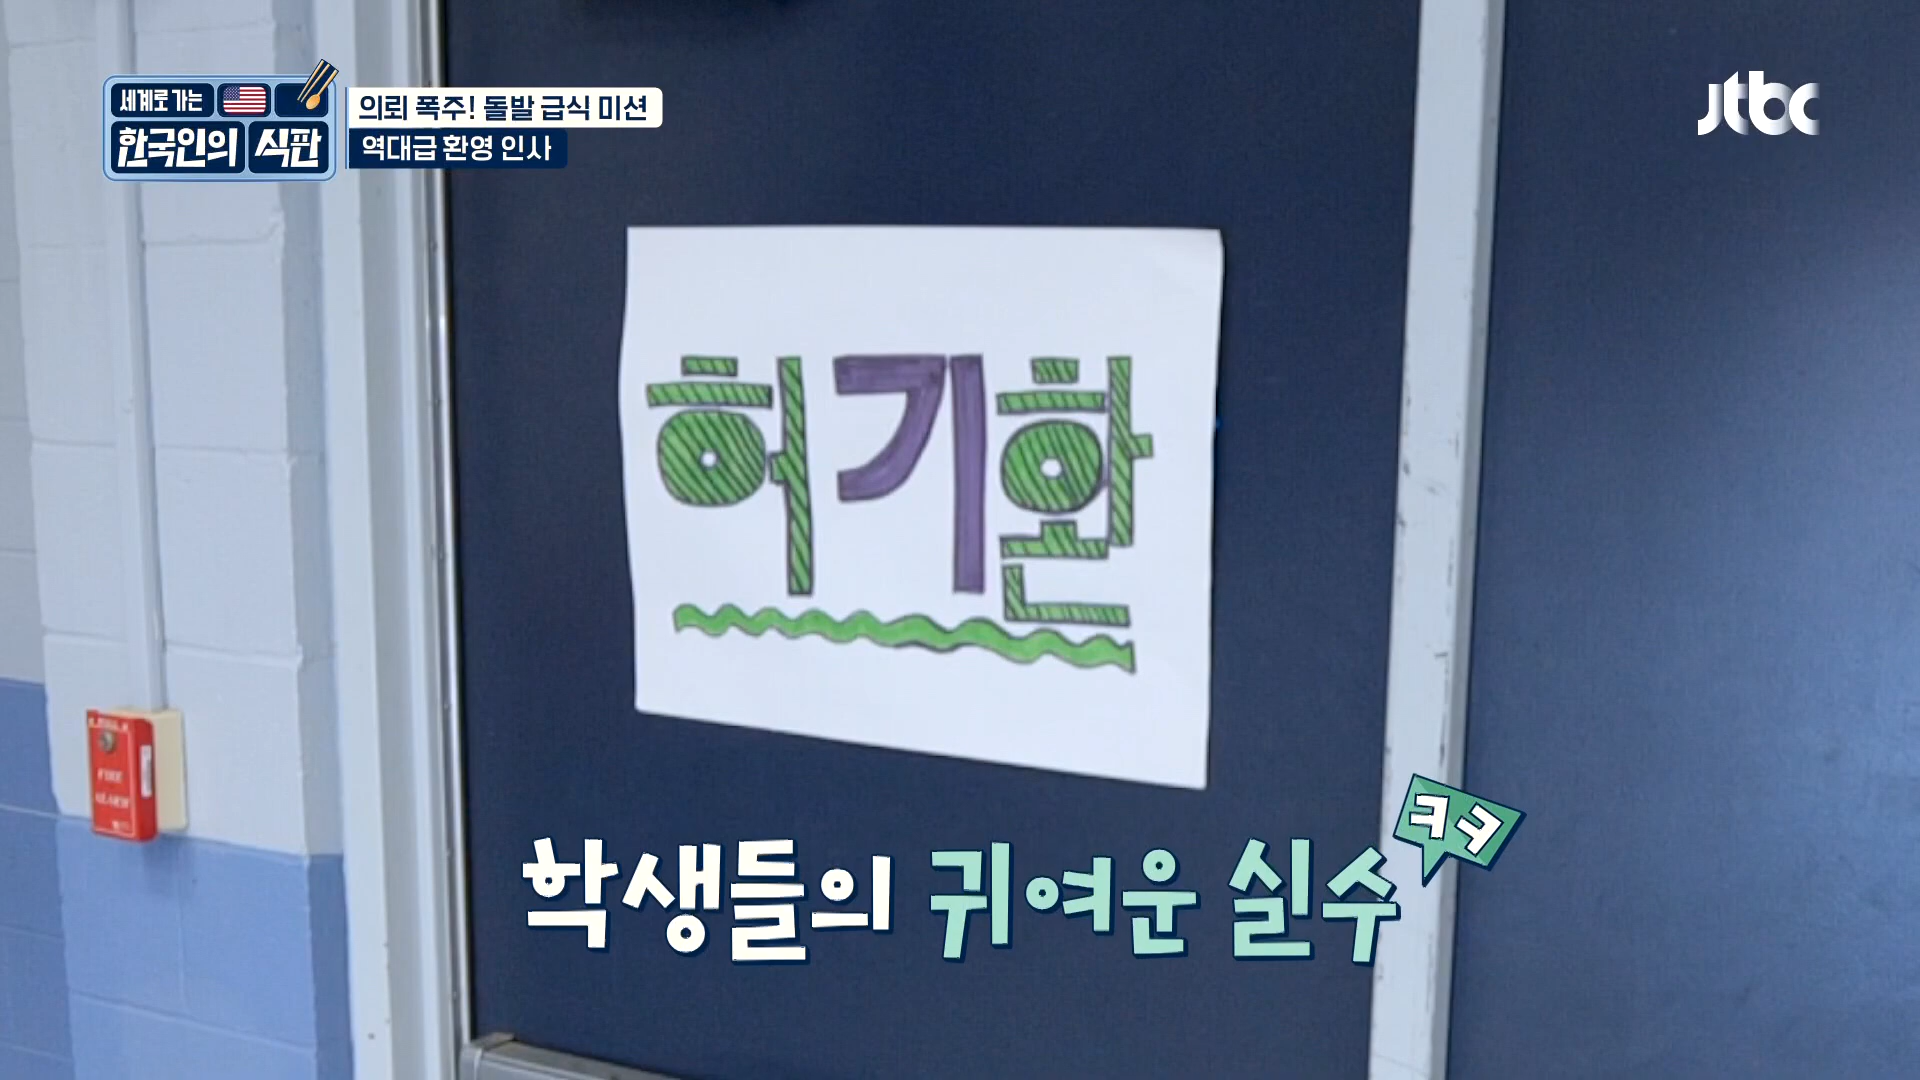 세계로 가는
한국인의 식판
의뢰 폭주! 돌발 급식 미션
역대급 환영 인사
jtbc
허기환
FIRE
ALARM
학생들의 귀여운 실수
ㅋㅋ